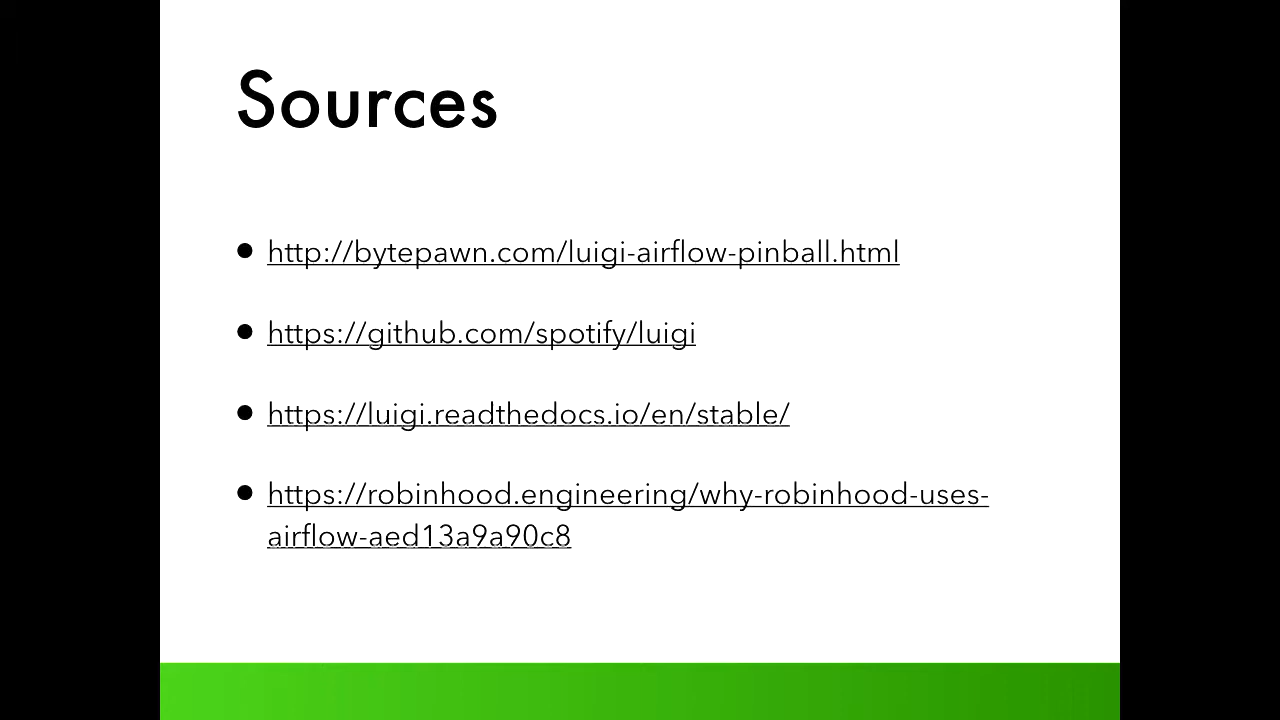 Sources
• http://bytepawn.com/luigi-airflow-pinball.html
• https://github.com/spotify/luigi
• https://luigi.readthedocs.io/en/stable/
• https://robinhood.engineering/why-robinhood-uses-
airflow-aed13a9a90c8